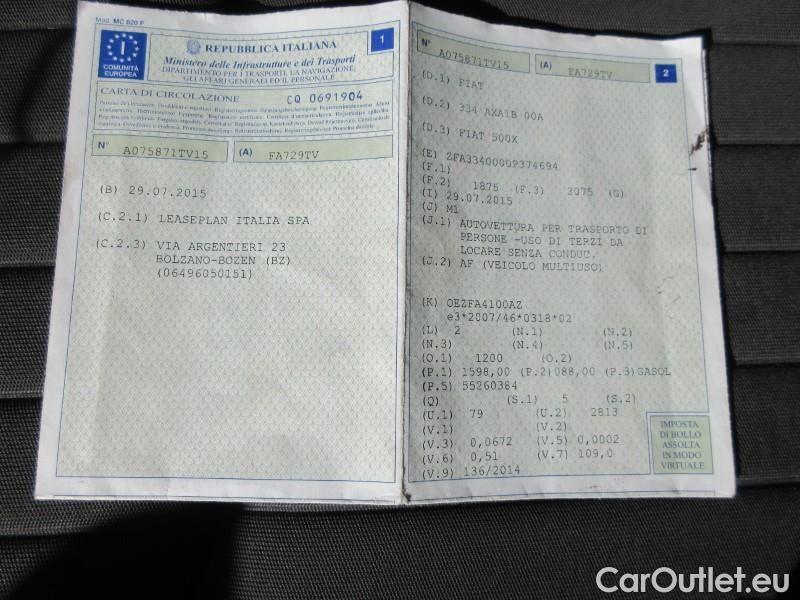 Mod. MC 820 F
1
I
COMUNITÀ
EUROPEA
REPUBBLICA ITALIANA
Ministero delle Infrastrutture e dei Trasporti
DIPARTIMENTO PER I TRASPORTI, LA NAVIGAZIONE,
GLI AFFARI GENERALI ED IL PERSONALE
CARTA DI CIRCOLAZIONE CQ 0691904
N° A075871TV15 (A) FA729TV
(B) 29.07.2015
(C.2.1) LEASEPLAN ITALIA SPA
(C.2.3) VIA ARGENTIERI 23
BOLZANO-BOZEN (BZ)
(06496050151)
N° A075871TV15 (A) FA729TV 2
(D.1) FIAT
(D.2) 334 AXA1B 00A
(D.3) FIAT 500X
(E) ZFA3340000P374694
(F.1)
(F.2) 1875 (F.3) 3075 (G)
(I) 29.07.2015
(J) M1
(J.1) AUTOVETTURA PER TRASPORTO DI
PERSONE -USO DI TERZI DA
LOCARE SENZA CONDUC.
(J.2) AF (VEICOLO MULTIUSO)
(K) OEZFA4100AZ
e3*2007/46*0318*02
(L) 2 (N.1) (N.2)
(N.3) (N.4) (N.5)
(O.1) 1200 (O.2)
(P.1) 1598,00 (P.2)088,00 (P.3)GASOL
(P.5) 55260384
(Q) (S.1) 5 (S.2)
(U.1) 79 (U.2) 2813
(V.1) (V.2)
(V.3) 0,0672 (V.5) 0,0002
(V.6) 0,51 (V.7) 109,0
(V.9) 136/2014
IMPOSTA
DI BOLLO
ASSOLTA
IN MODO
VIRTUALE
CarOutlet.eu